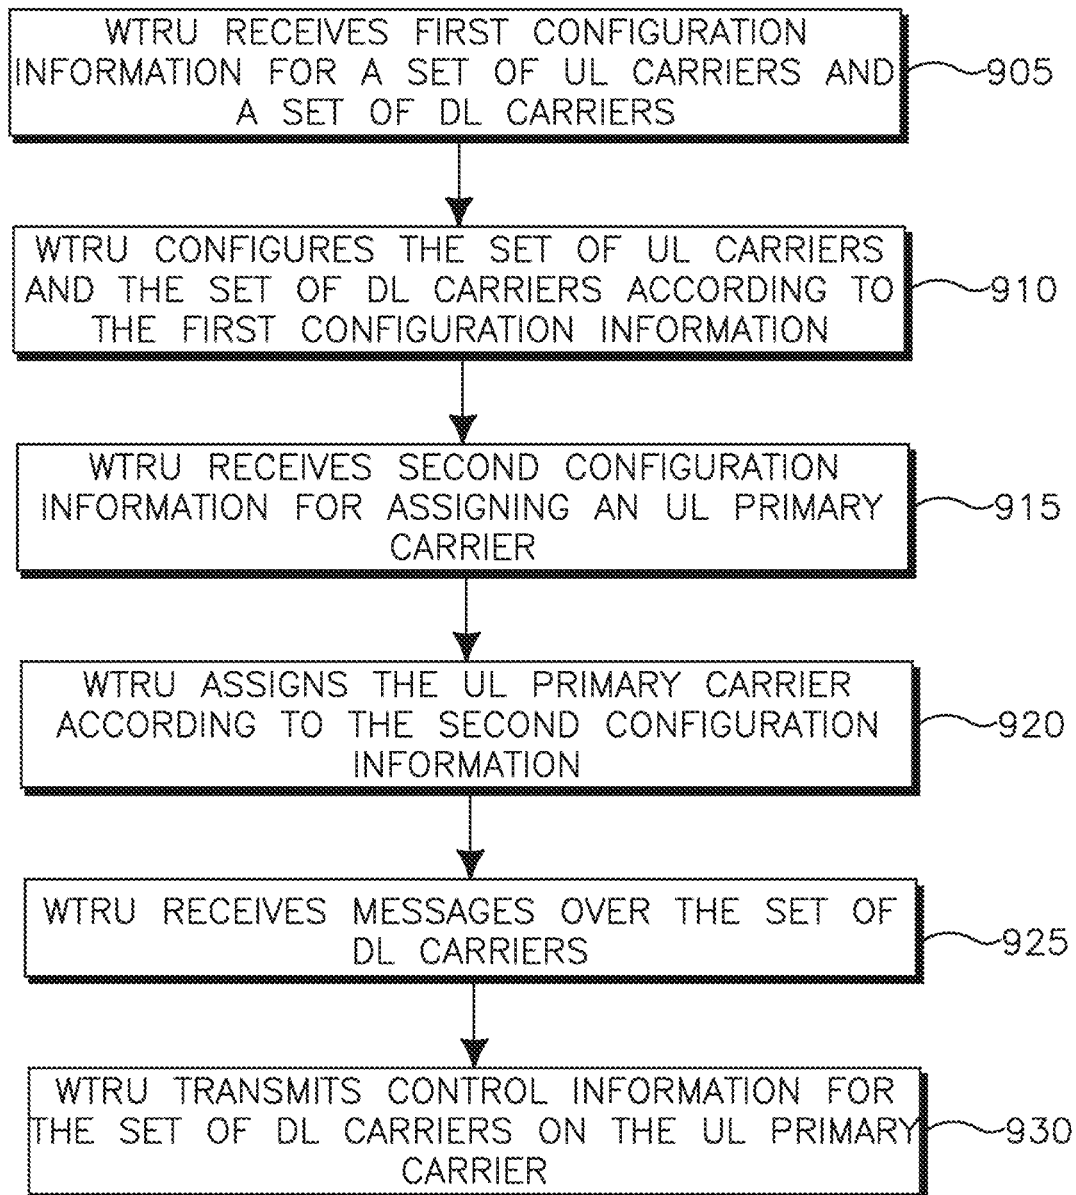 WTRU RECEIVES FIRST CONFIGURATION
INFORMATION FOR A SET OF UL CARRIERS AND
A SET OF DL CARRIERS
905
WTRU CONFIGURES THE SET OF UL CARRIERS
AND THE SET OF DL CARRIERS ACCORDING TO
THE FIRST CONFIGURATION INFORMATION
910
WTRU RECEIVES SECOND CONFIGURATION
INFORMATION FOR ASSIGNING AN UL PRIMARY
CARRIER
915
WTRU ASSIGNS THE UL PRIMARY CARRIER
ACCORDING TO THE SECOND CONFIGURATION
INFORMATION
920
WTRU RECEIVES MESSAGES OVER THE SET OF
DL CARRIERS
925
WTRU TRANSMITS CONTROL INFORMATION FOR
THE SET OF DL CARRIERS ON THE UL PRIMARY
CARRIER
930